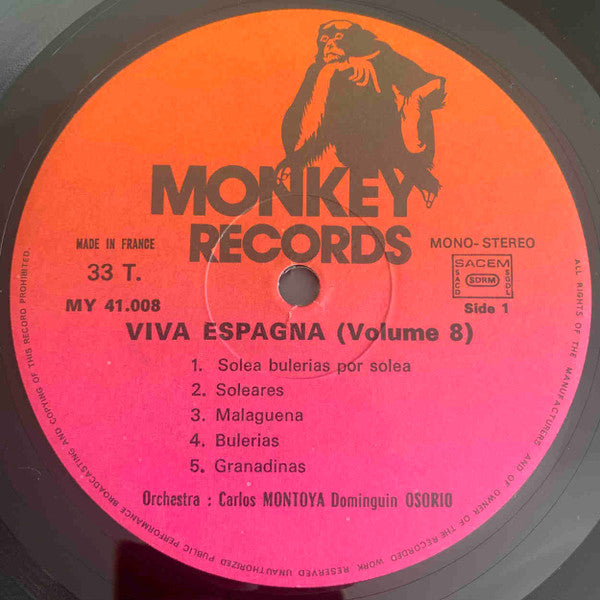 MONKEY
RECORDS
MADE IN FRANCE
33 T.
MY 41.008
MONO-STEREO
SACEM
SACD
SDRM
SGDL
Side 1
VIVA ESPAGNA (Volume 8)
1. Solea bulerias por solea
2. Soleares
3. Malaguena
4. Bulerias
5. Granadinas
Orchestra : Carlos MONTOYA Dominguin OSORIO
ALL RIGHTS OF THE MANUFACTURERS AND OF OWNER OF THE RECORDED WORK RESERVED UNAUTHORIZED PUBLIC PERFORMANCE BROADCASTING AND COPYING OF THIS RECORD PROHIBITED.